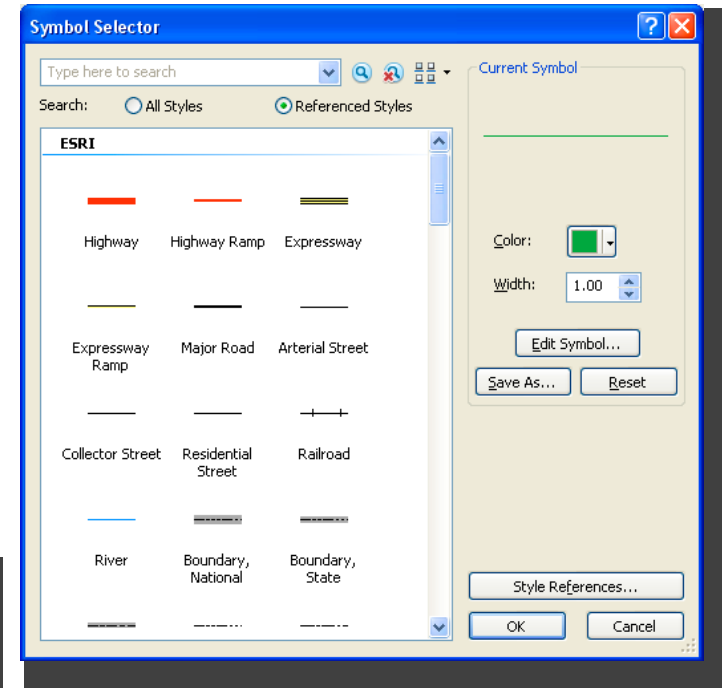 Symbol Selector
Type here to search
Search: All Styles Referenced Styles
ESRI
Highway Highway Ramp Expressway
Expressway Ramp Major Road Arterial Street
Collector Street Residential Street Railroad
River Boundary, National Boundary, State
Current Symbol
Color:
Width: 1.00
Edit Symbol...
Save As... Reset
Style References...
OK Cancel